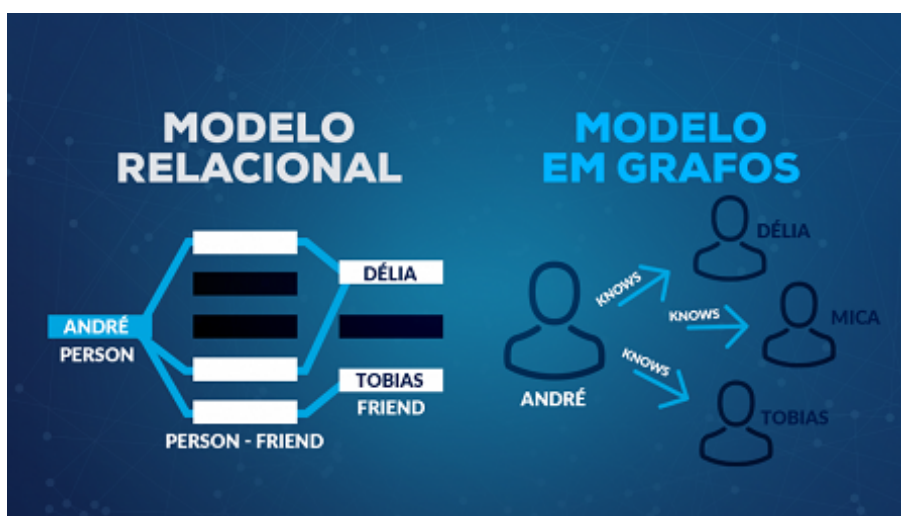 MODELO
RELACIONAL
ANDRÉ
PERSON
DÉLIA
TOBIAS
FRIEND
PERSON - FRIEND
MODELO
EM GRAFOS
DÉLIA
KNOWS
KNOWS
MICA
KNOWS
ANDRÉ
TOBIAS